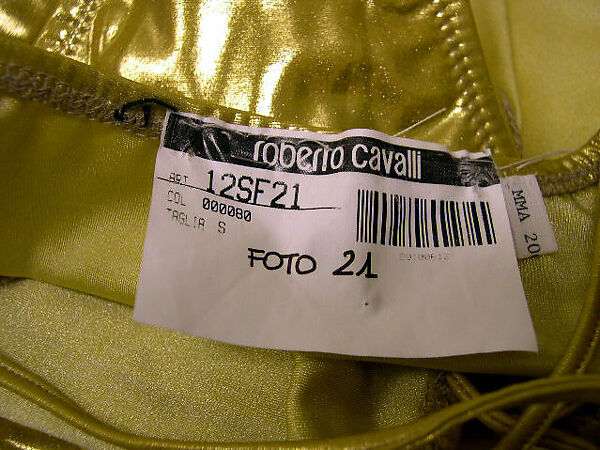 roberto cavalli
ART 12SF21
COL 000080
TAGLIA S
FOTO 21
MMA 20